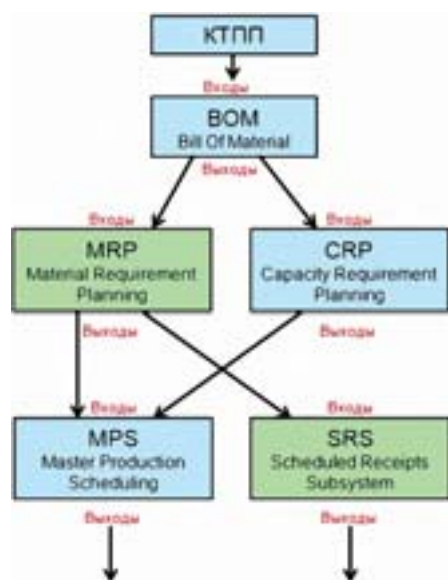 КТПП
Входы
BOM
Bill Of Material
Выходы
Входы
Входы
MRP
Material Requirement
Planning
CRP
Capacity Requirement
Planning
Выходы
Выходы
Входы
Входы
MPS
Master Production
Scheduling
SRS
Scheduled Receipts
Subsystem
Выходы
Выходы